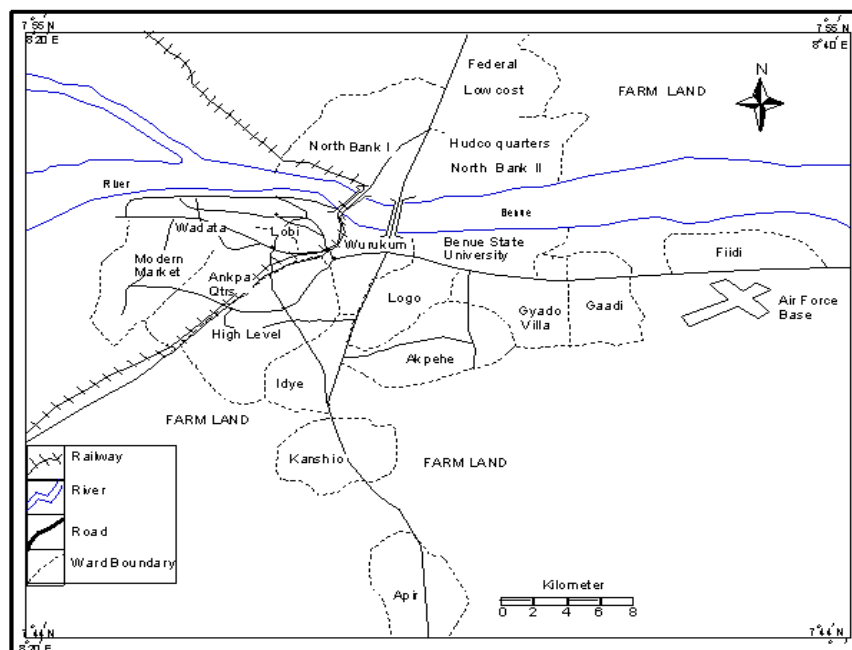 7°55'N
8°20'E
7°55'N
8°40'E
Federal
Low cost
FARM LAND
N
North Bank I
Hudco quarters
North Bank II
River
Benue
Wadata
Lobi
Wurukum
Benue State
University
Fiidi
Modern
Market
Ankpa
Qtrs
Logo
Gyado
Villa
Gaadi
Air Force
Base
High Level
Akpehe
Idye
FARM LAND
Kanshio
FARM LAND
Railway
River
Road
Ward Boundary
Apir
Kilometer
0 2 4 6 8
7°44'N
8°20'E
7°44'N